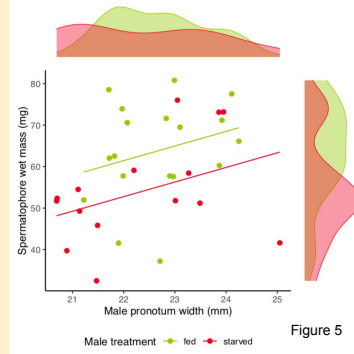 Spermatophore wet mass (mg)
80
70
60
50
40
21 22 23 24 25
Male pronotum width (mm)
Figure 5
Male treatment fed starved